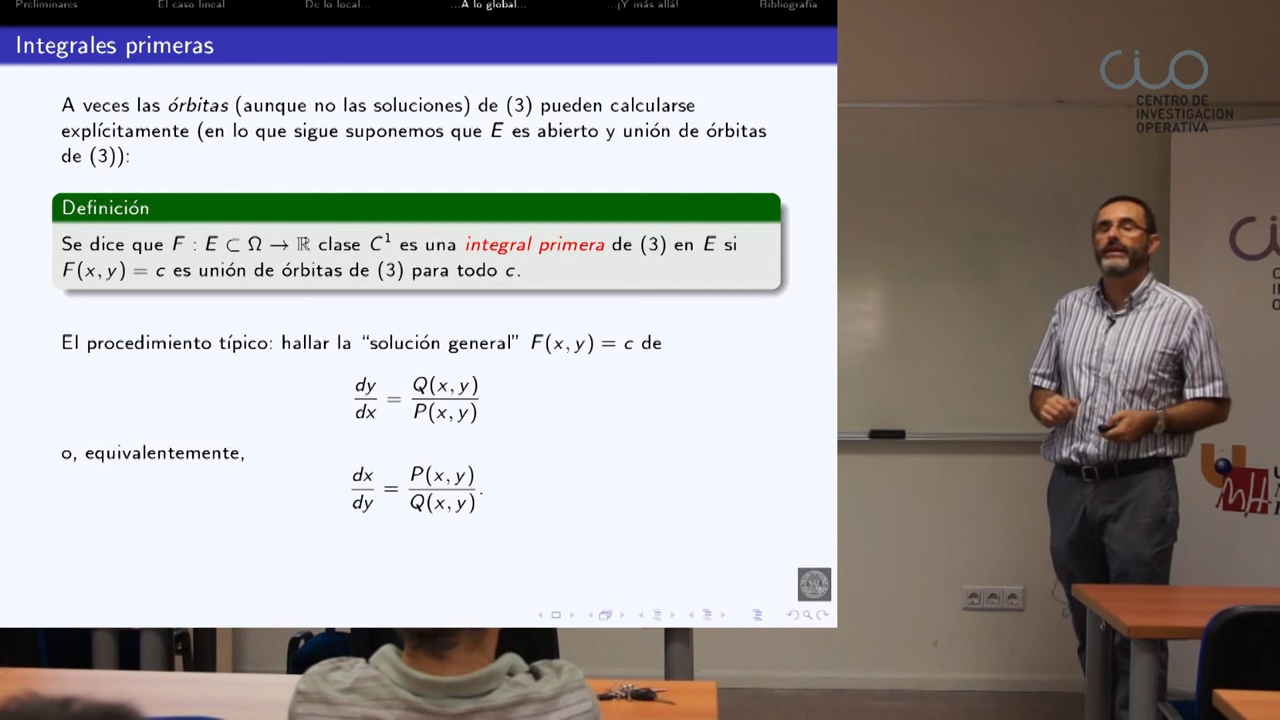 Preliminares El caso lineal De lo local... ...A lo global... ...¡Y más allá! Bibliografía
Integrales primeras
A veces las órbitas (aunque no las soluciones) de (3) pueden calcularse
explícitamente (en lo que sigue suponemos que E es abierto y unión de órbitas
de (3)):
Definición
Se dice que F : E ⊂ Ω → ℝ clase C¹ es una integral primera de (3) en E si
F(x, y) = c es unión de órbitas de (3) para todo c.
El procedimiento típico: hallar la “solución general” F(x, y) = c de
dy/dx = Q(x, y)/P(x, y)
o, equivalentemente,
dx/dy = P(x, y)/Q(x, y).
CIO
CENTRO DE
INVESTIGACIÓN
OPERATIVA